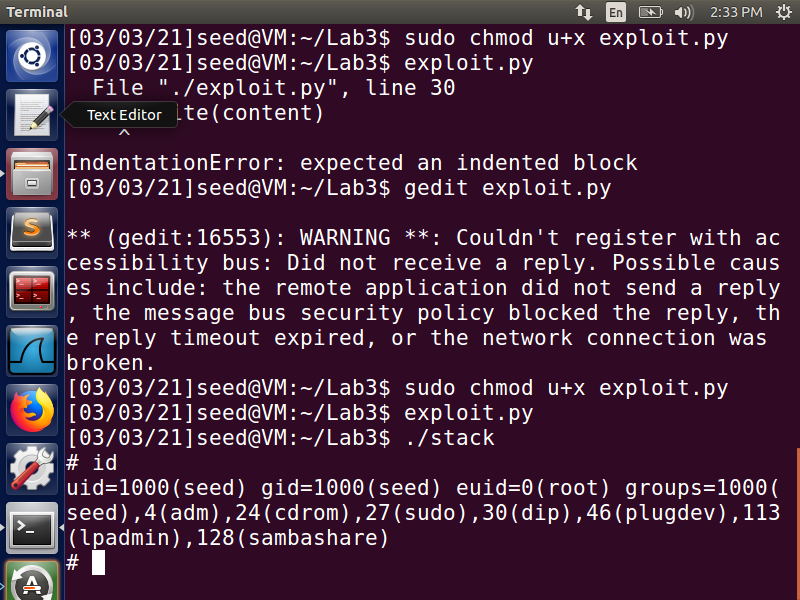 Terminal
En
2:33 PM
[03/03/21]seed@VM:~/Lab3$ sudo chmod u+x exploit.py
[03/03/21]seed@VM:~/Lab3$ exploit.py
File "./exploit.py", line 30
Text Editor
ite(content)
^
IndentationError: expected an indented block
[03/03/21]seed@VM:~/Lab3$ gedit exploit.py
** (gedit:16553): WARNING **: Couldn't register with ac
cessibility bus: Did not receive a reply. Possible caus
es include: the remote application did not send a reply
, the message bus security policy blocked the reply, th
e reply timeout expired, or the network connection was
broken.
[03/03/21]seed@VM:~/Lab3$ sudo chmod u+x exploit.py
[03/03/21]seed@VM:~/Lab3$ exploit.py
[03/03/21]seed@VM:~/Lab3$ ./stack
# id
uid=1000(seed) gid=1000(seed) euid=0(root) groups=1000(
seed),4(adm),24(cdrom),27(sudo),30(dip),46(plugdev),113
(lpadmin),128(sambashare)
#